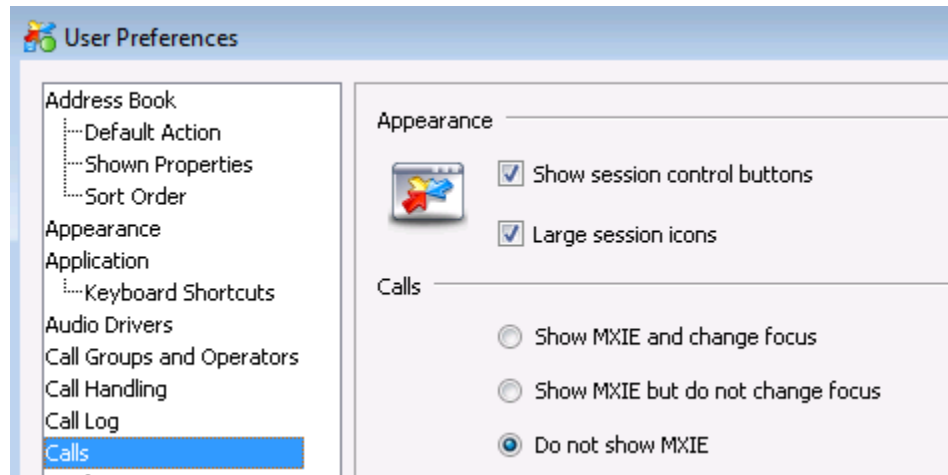 User Preferences
Address Book
Default Action
Shown Properties
Sort Order
Appearance
Application
Keyboard Shortcuts
Audio Drivers
Call Groups and Operators
Call Handling
Call Log
Calls
Appearance
Show session control buttons
Large session icons
Calls
Show MXIE and change focus
Show MXIE but do not change focus
Do not show MXIE